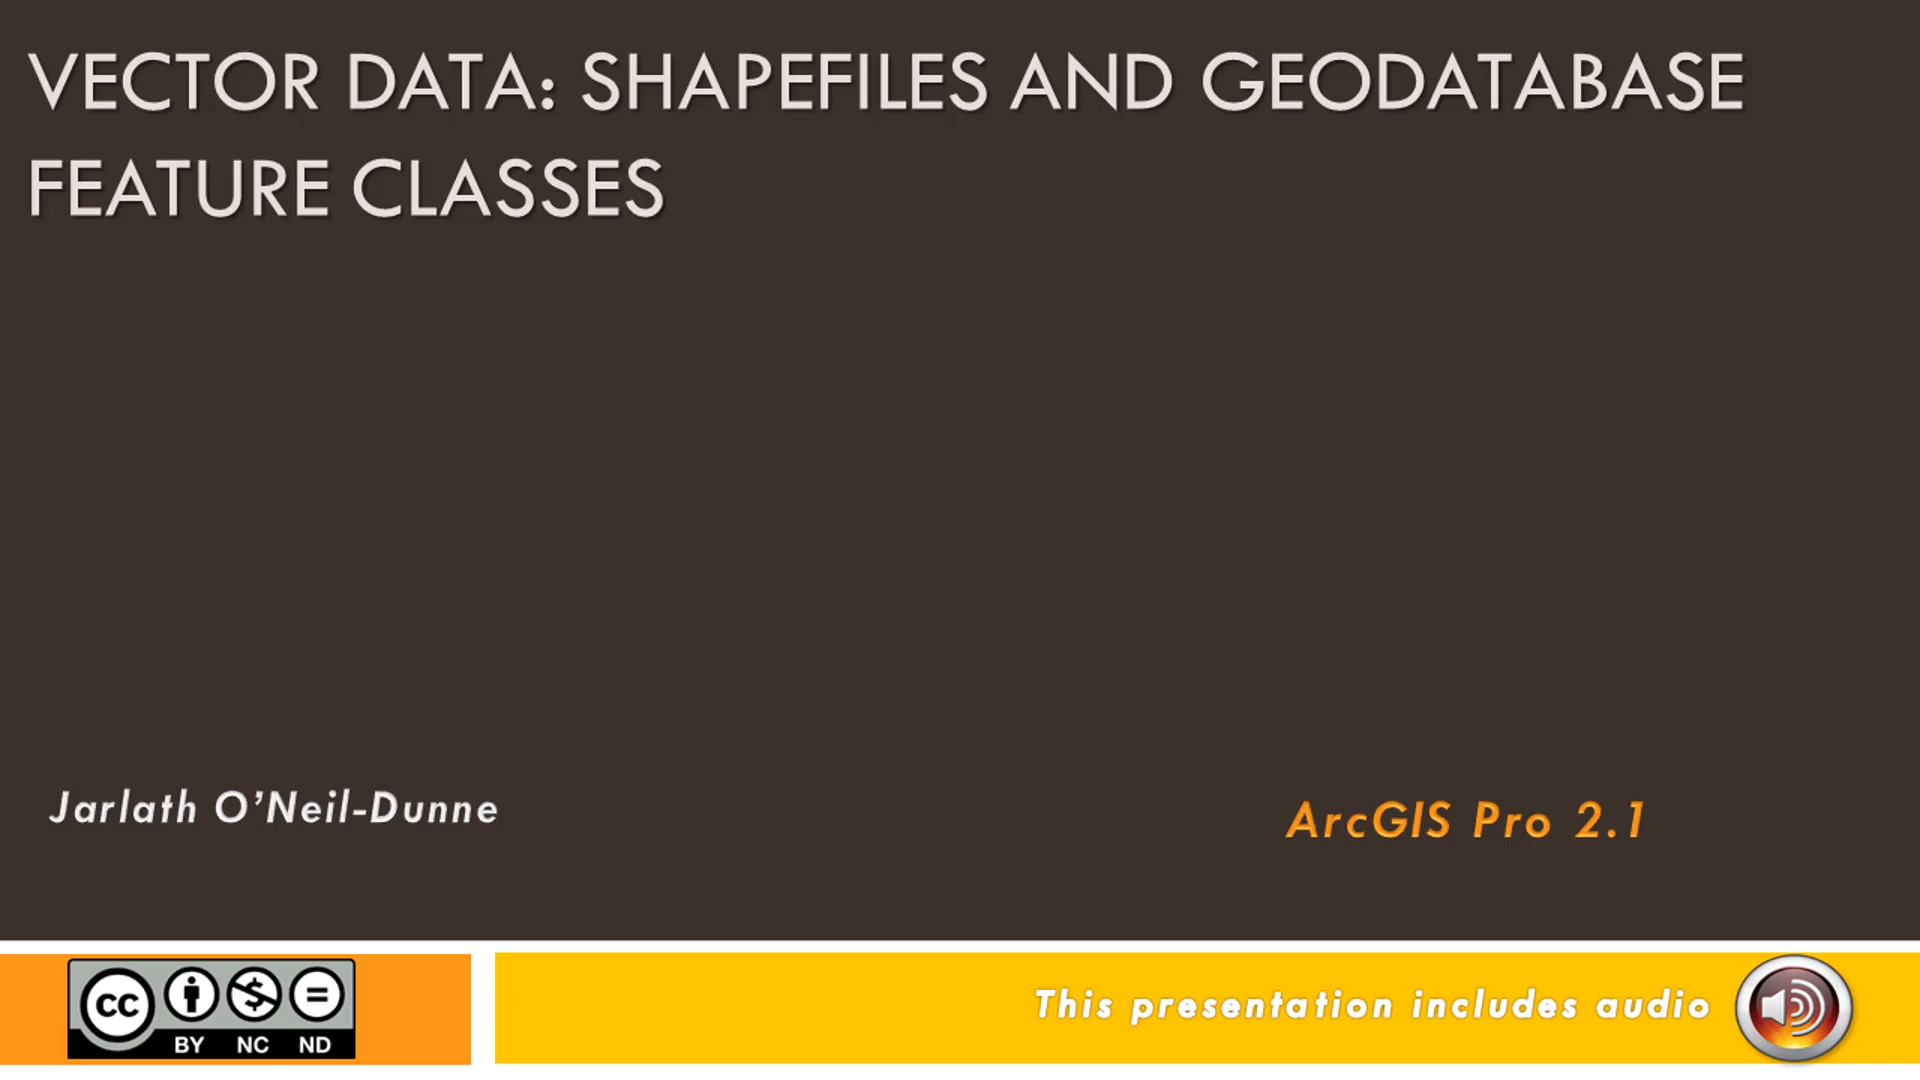 VECTOR DATA: SHAPEFILES AND GEODATABASE
FEATURE CLASSES
Jarlath O’Neil-Dunne
ArcGIS Pro 2.1
cc
BY NC ND
This presentation includes audio